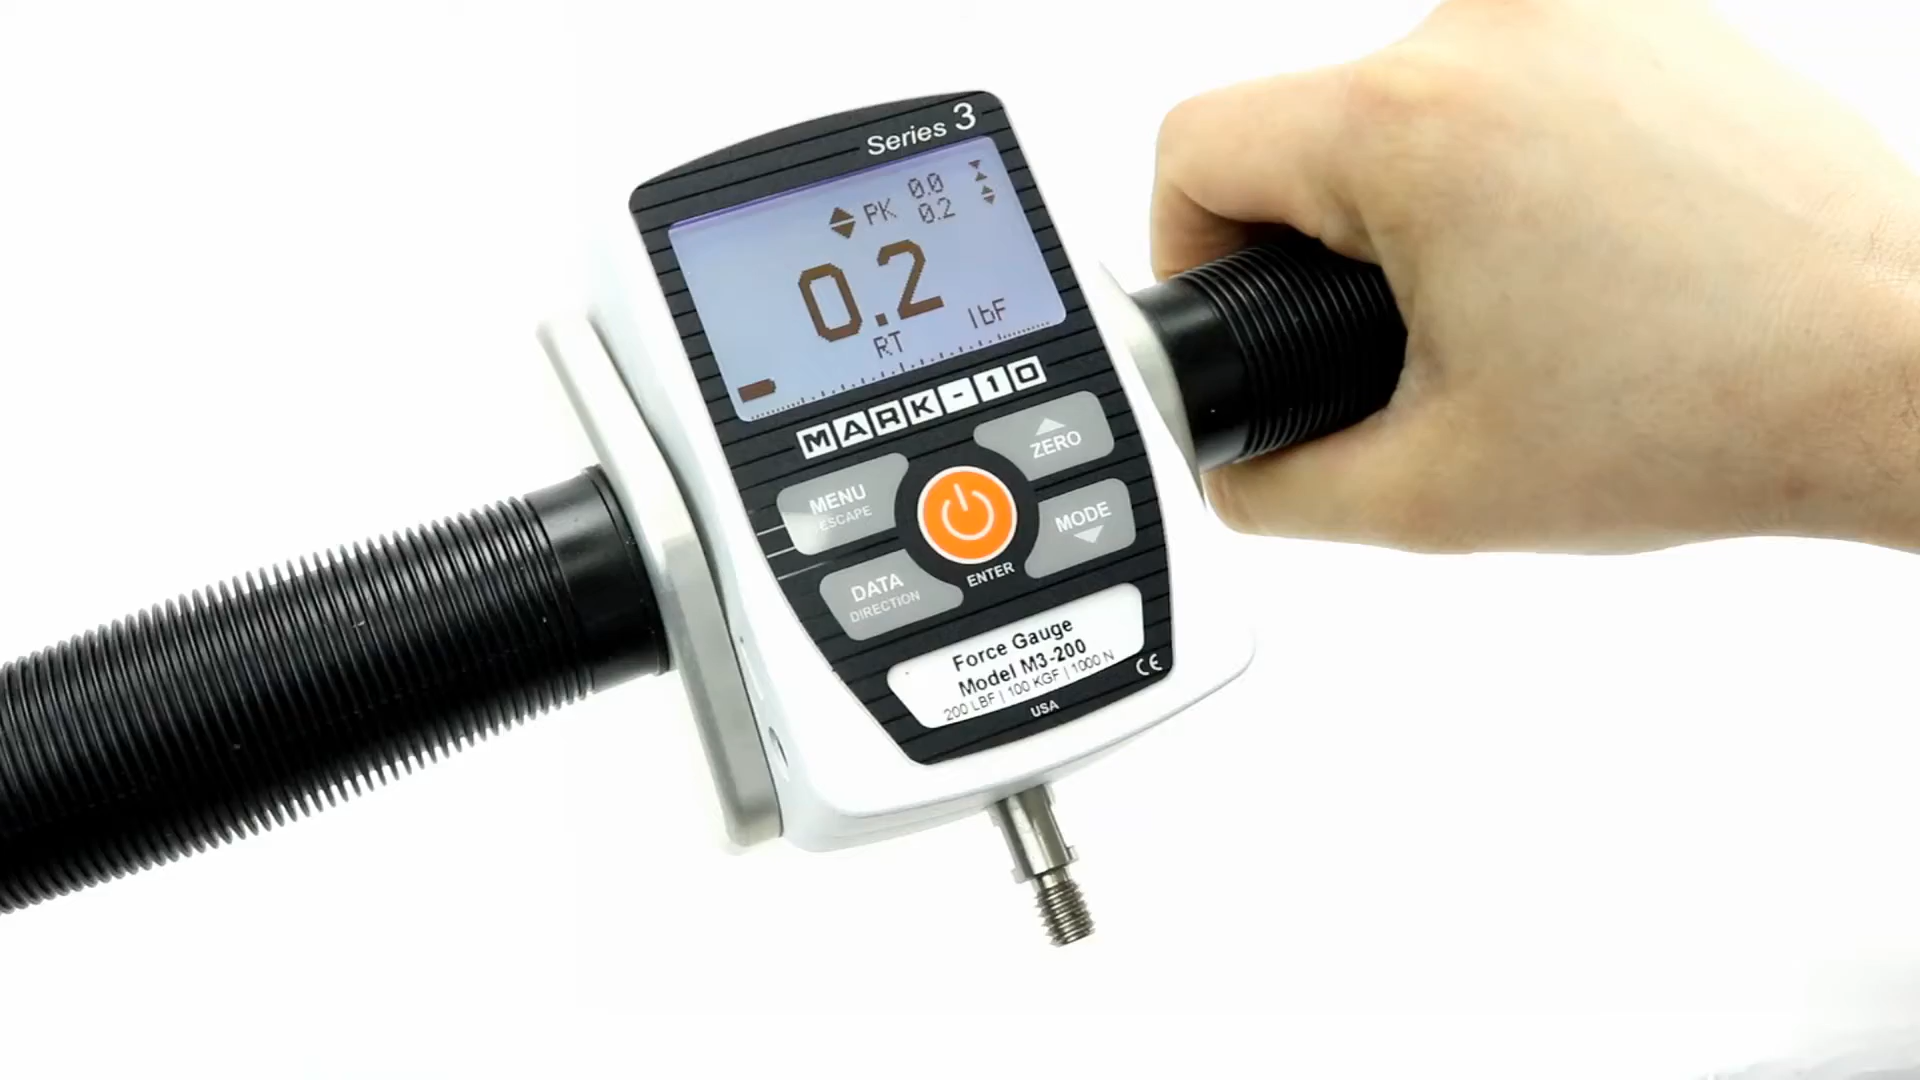 Series 3
0.0
PK 0.2
0.2
lbF
RT
MARK-10
ZERO
MENU
ESCAPE
MODE
DATA
DIRECTION
ENTER
Force Gauge
Model M3-200
200 LBF | 100 KGF | 1000 N
CE
USA